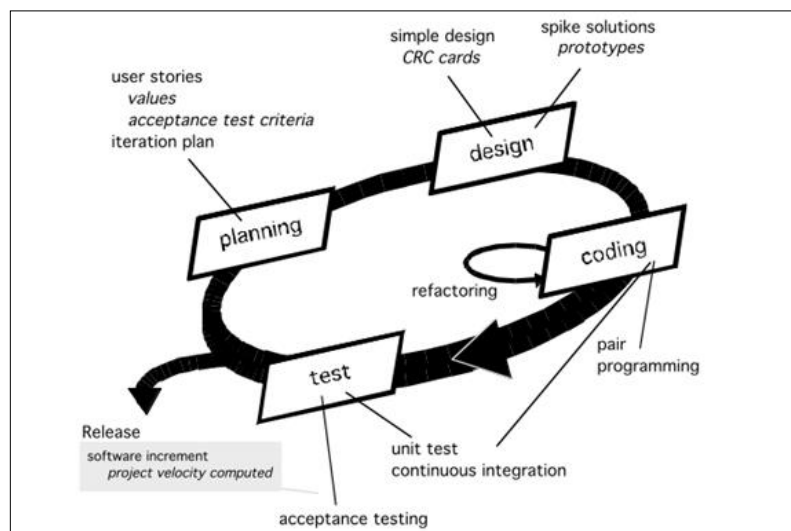 spike solutions
prototypes
simple design
CRC cards
user stories
values
acceptance test criteria
iteration plan
design
planning
coding
refactoring
test
pair
programming
Release
software increment
project velocity computed
unit test
continuous integration
acceptance testing